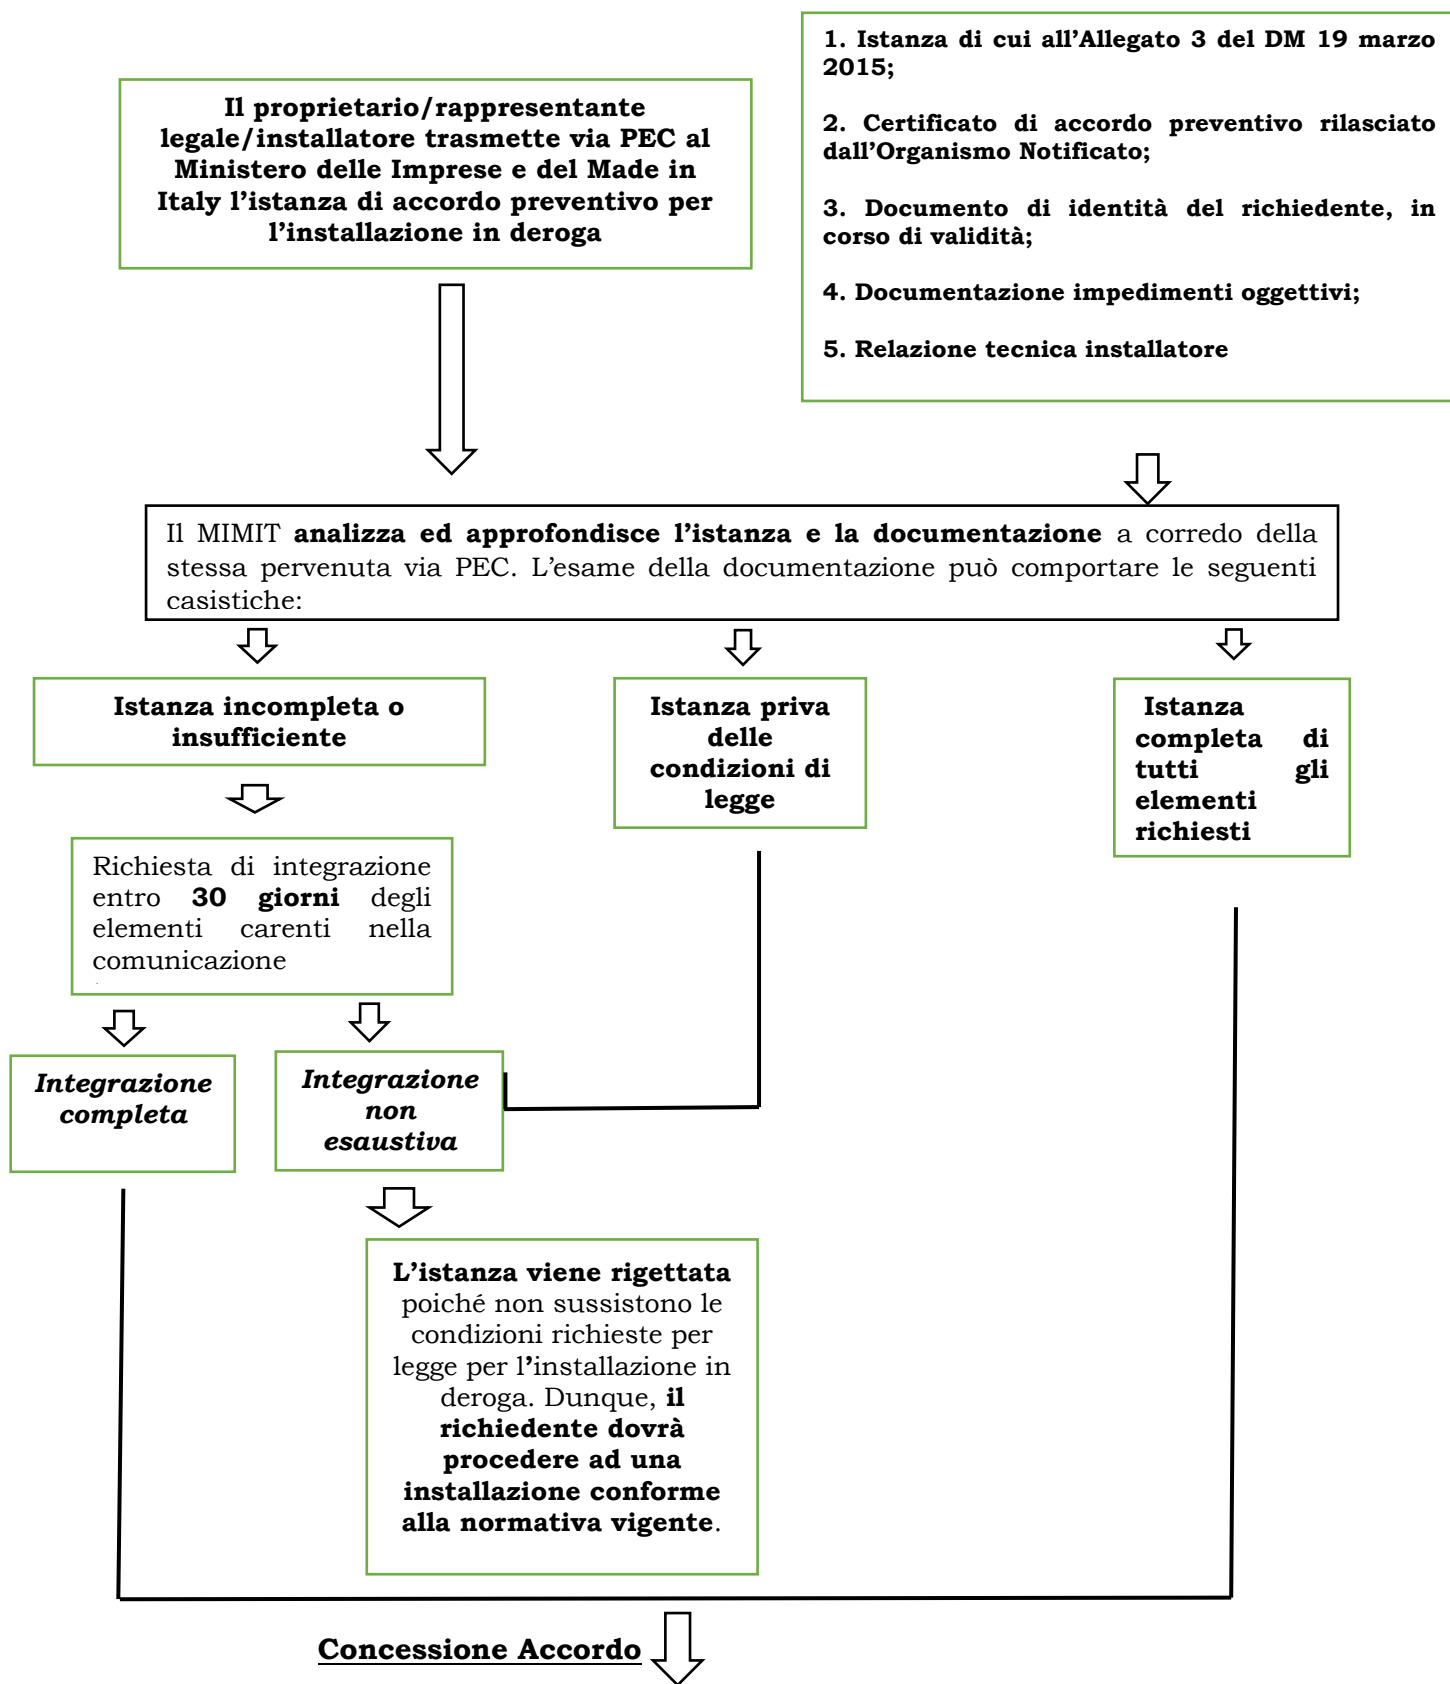 Il proprietario/rappresentante
legale/installatore trasmette via PEC al
Ministero delle Imprese e del Made in
Italy l’istanza di accordo preventivo per
l’installazione in deroga
1. Istanza di cui all’Allegato 3 del DM 19 marzo
2015;
2. Certificato di accordo preventivo rilasciato
dall’Organismo Notificato;
3. Documento di identità del richiedente, in
corso di validità;
4. Documentazione impedimenti oggettivi;
5. Relazione tecnica installatore
Il MIMIT analizza ed approfondisce l’istanza e la documentazione a corredo della
stessa pervenuta via PEC. L’esame della documentazione può comportare le seguenti
casistiche:
Istanza incompleta o
insufficiente
Istanza priva
delle
condizioni di
legge
Istanza
completa di
tutti gli
elementi
richiesti
Richiesta di integrazione
entro 30 giorni degli
elementi carenti nella
comunicazione
Integrazione
completa
Integrazione
non
esaustiva
L’istanza viene rigettata
poiché non sussistono le
condizioni richieste per
legge per l’installazione in
deroga. Dunque, il
richiedente dovrà
procedere ad una
installazione conforme
alla normativa vigente.
Concessione Accordo